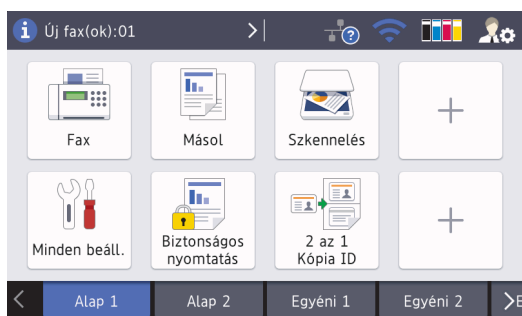 Új fax(ok):01
Fax
Másol
Szkennelés
Minden beáll.
Biztonságos
nyomtatás
2 az 1
Kópia ID
Alap 1
Alap 2
Egyéni 1
Egyéni 2